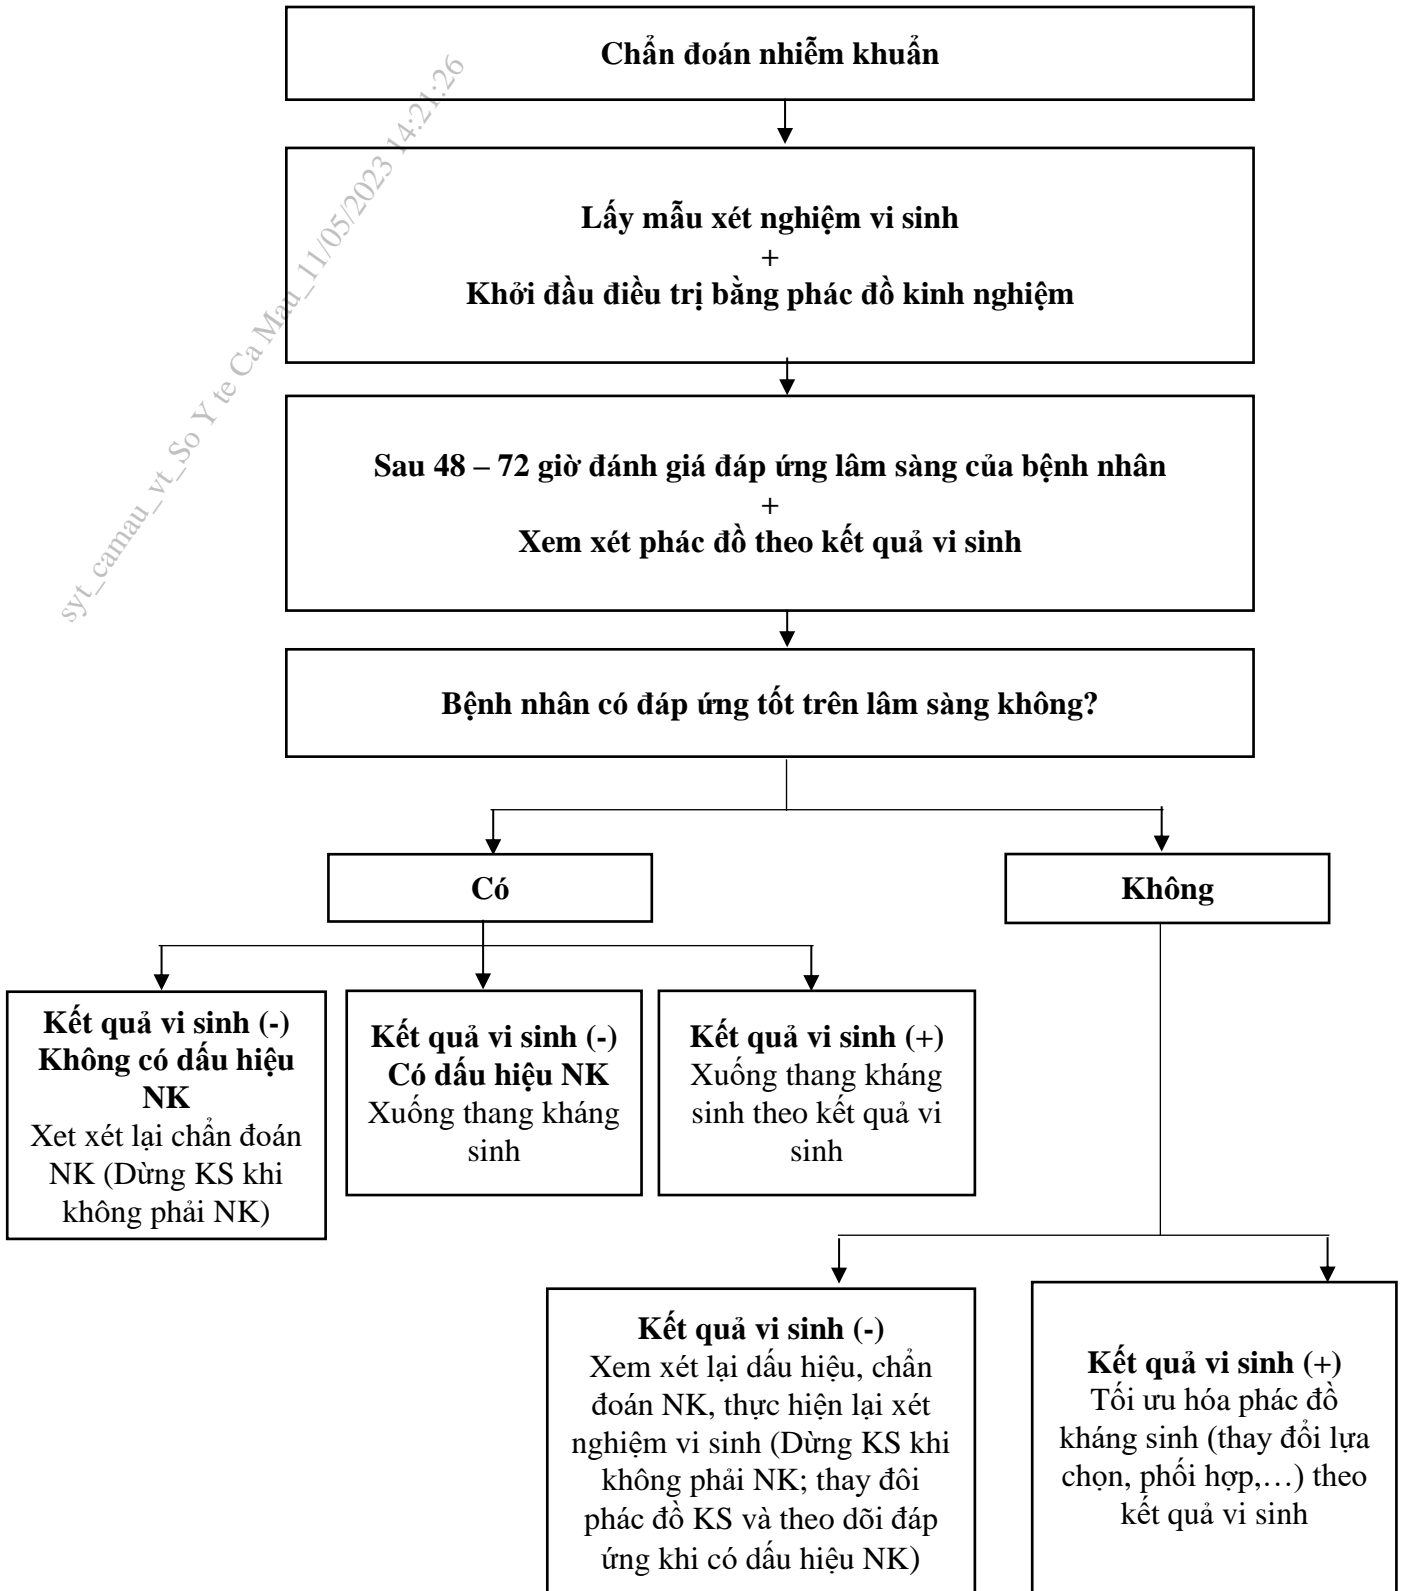 Chẩn đoán nhiễm khuẩn
Lấy mẫu xét nghiệm vi sinh
+
Khởi đầu điều trị bằng phác đồ kinh nghiệm
Sau 48 – 72 giờ đánh giá đáp ứng lâm sàng của bệnh nhân
+
Xem xét phác đồ theo kết quả vi sinh
Bệnh nhân có đáp ứng tốt trên lâm sàng không?
Có
Không
Kết quả vi sinh (-)
Không có dấu hiệu
NK
Xet xét lại chẩn đoán
NK (Dừng KS khi
không phải NK)
Kết quả vi sinh (-)
Có dấu hiệu NK
Xuống thang kháng
sinh
Kết quả vi sinh (+)
Xuống thang kháng
sinh theo kết quả vi
sinh
Kết quả vi sinh (-)
Xem xét lại dấu hiệu, chẩn
đoán NK, thực hiện lại xét
nghiệm vi sinh (Dừng KS khi
không phải NK; thay đôi
phác đồ KS và theo dõi đáp
ứng khi có dấu hiệu NK)
Kết quả vi sinh (+)
Tối ưu hóa phác đồ
kháng sinh (thay đổi lựa
chọn, phối hợp,…) theo
kết quả vi sinh
syt_camau_vt_So Y te Ca Mau_11/05/2023 14:21:26